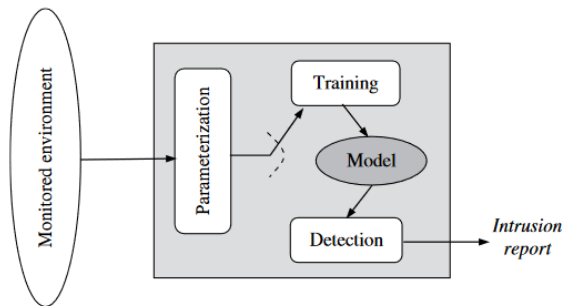 Monitored environment
Parameterization
Training
Model
Detection
Intrusion
report